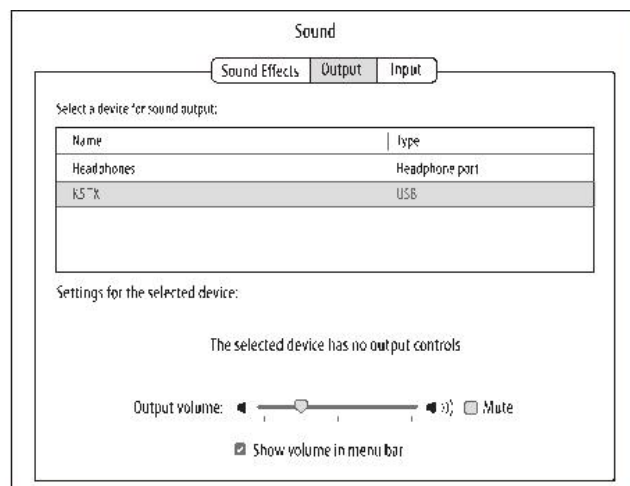 Sound
Sound Effects Output Input
Select a device for sound output:
Name Type
Headphones Headphone port
K5TX USB
Settings for the selected device:
The selected device has no output controls
Output volume: Mute
Show volume in menu bar